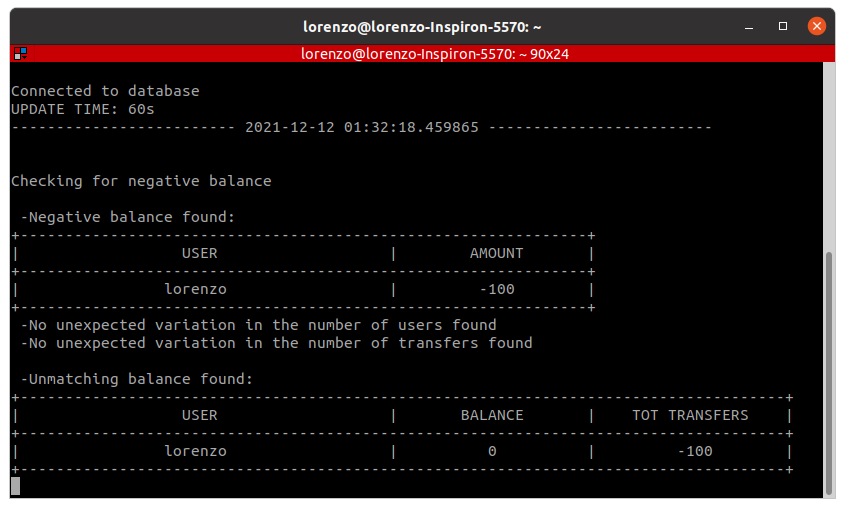 lorenzo@lorenzo-Inspiron-5570: ~
lorenzo@lorenzo-Inspiron-5570: ~ 90x24
Connected to database
UPDATE TIME: 60s
------------------------- 2021-12-12 01:32:18.459865 -------------------------
Checking for negative balance
-Negative balance found:
+---------------------------------------------------------------+
| USER | AMOUNT |
+---------------------------------------------------------------+
| lorenzo | -100 |
+---------------------------------------------------------------+
-No unexpected variation in the number of users found
-No unexpected variation in the number of transfers found
-Unmatching balance found:
+-------------------------------------------------------------------------------------+
| USER | BALANCE | TOT TRANSFERS |
+-------------------------------------------------------------------------------------+
| lorenzo | 0 | -100 |
+-------------------------------------------------------------------------------------+